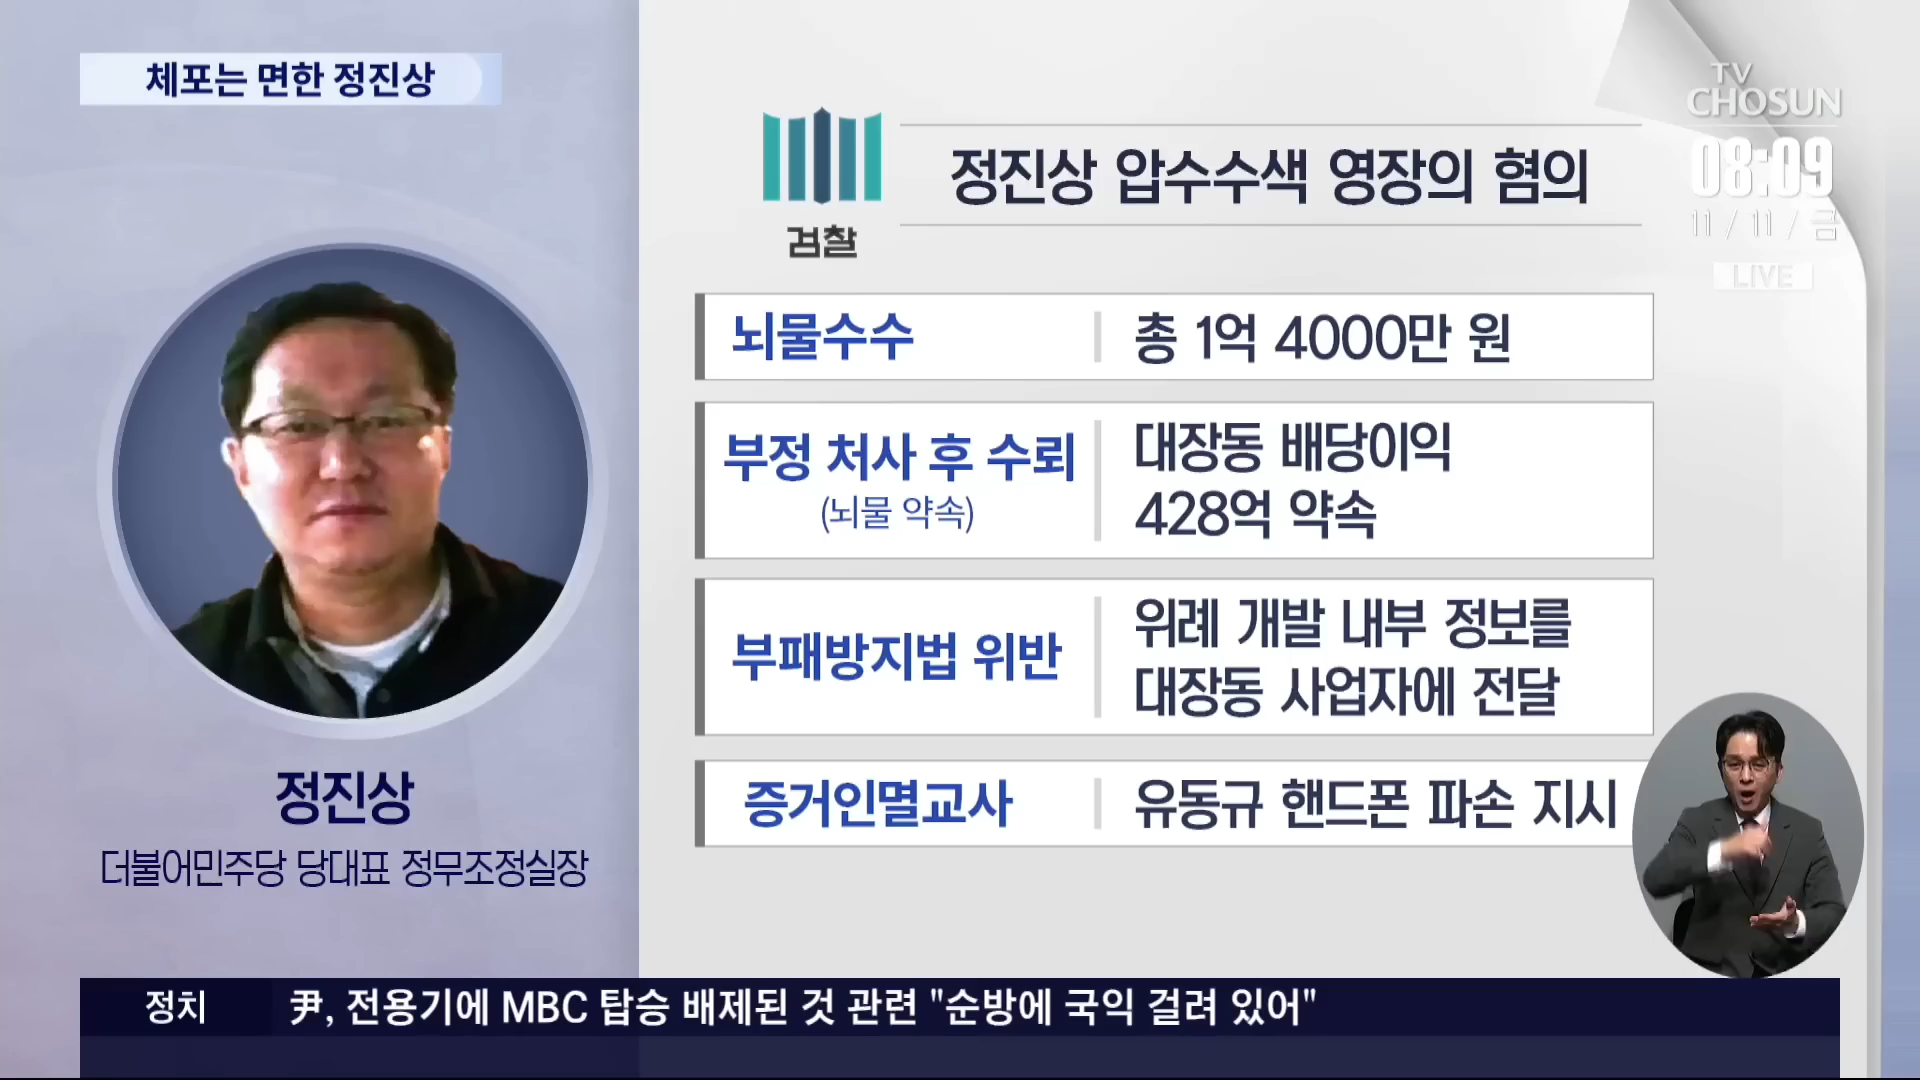 체포는 면한 정진상
TV
CHOSUN
08:09
11 / 11 / 금
LIVE
검찰
정진상 압수수색 영장의 혐의
뇌물수수
총 1억 4000만 원
부정 처사 후 수뢰
(뇌물 약속)
대장동 배당이익
428억 약속
부패방지법 위반
위례 개발 내부 정보를
대장동 사업자에 전달
증거인멸교사
유동규 핸드폰 파손 지시
정진상
더불어민주당 당대표 정무조정실장
정치
尹, 전용기에 MBC 탑승 배제된 것 관련 "순방에 국익 걸려 있어"